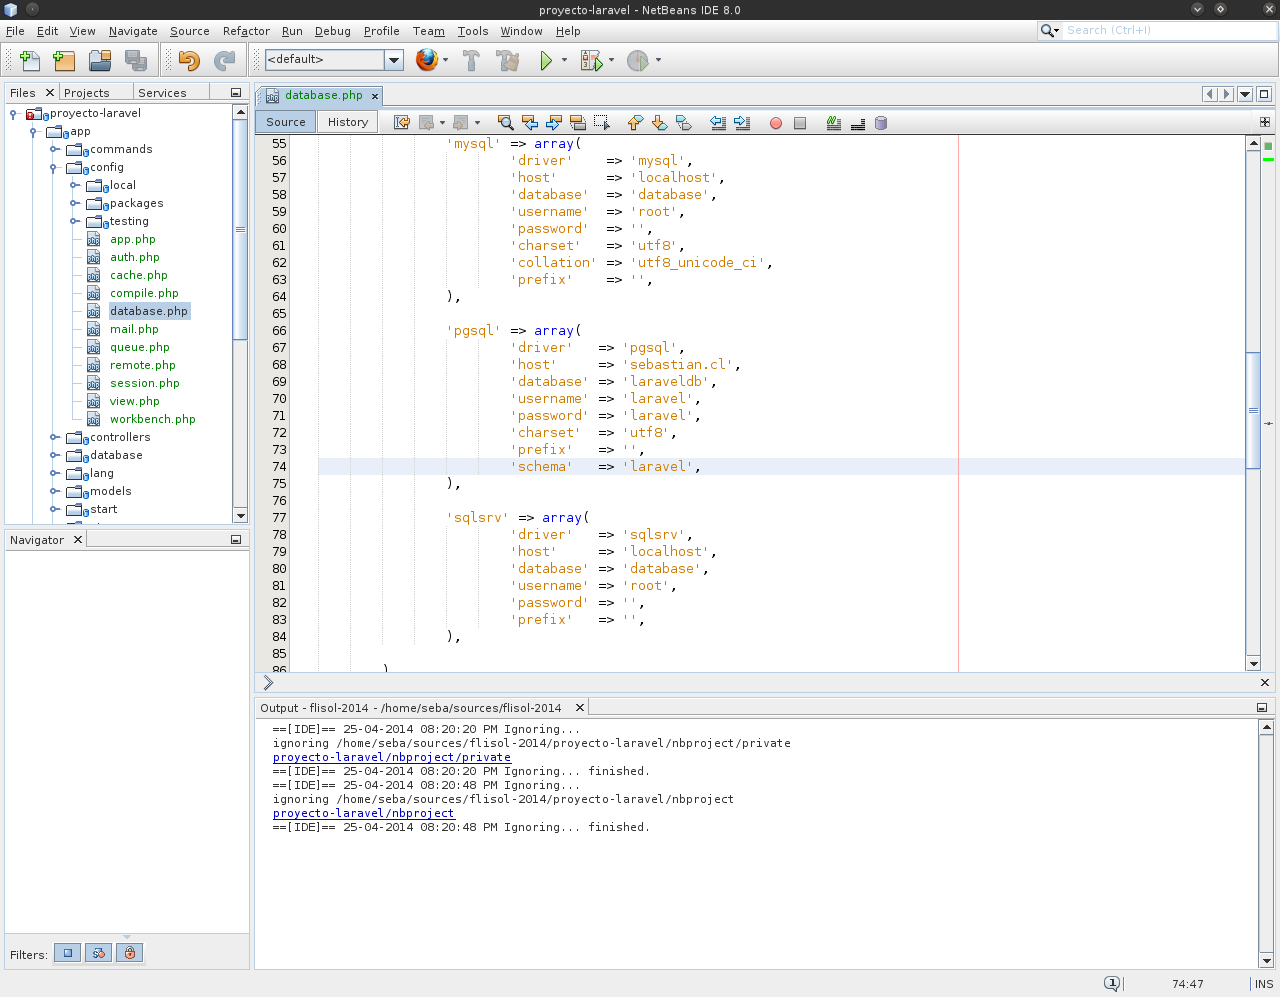 proyecto-laravel - NetBeans IDE 8.0
File Edit View Navigate Source Refactor Run Debug Profile Team Tools Window Help
Search (Ctrl+I)
<default>
Files Projects Services
proyecto-laravel
app
commands
config
local
packages
testing
app.php
auth.php
cache.php
compile.php
database.php
mail.php
queue.php
remote.php
session.php
view.php
workbench.php
controllers
database
lang
models
start
Navigator
Filters:
database.php
Source History
55 'mysql' => array(
56 'driver' => 'mysql',
57 'host' => 'localhost',
58 'database' => 'database',
59 'username' => 'root',
60 'password' => '',
61 'charset' => 'utf8',
62 'collation' => 'utf8_unicode_ci',
63 'prefix' => '',
64 ),
65
66 'pgsql' => array(
67 'driver' => 'pgsql',
68 'host' => 'sebastian.cl',
69 'database' => 'laraveldb',
70 'username' => 'laravel',
71 'password' => 'laravel',
72 'charset' => 'utf8',
73 'prefix' => '',
74 'schema' => 'laravel',
75 ),
76
77 'sqlsrv' => array(
78 'driver' => 'sqlsrv',
79 'host' => 'localhost',
80 'database' => 'database',
81 'username' => 'root',
82 'password' => '',
83 'prefix' => '',
84 ),
85
86 )
Output - flisol-2014 - /home/seba/sources/flisol-2014
==[IDE]== 25-04-2014 08:20:20 PM Ignoring...
ignoring /home/seba/sources/flisol-2014/proyecto-laravel/nbproject/private
proyecto-laravel/nbproject/private
==[IDE]== 25-04-2014 08:20:20 PM Ignoring... finished.
==[IDE]== 25-04-2014 08:20:48 PM Ignoring...
ignoring /home/seba/sources/flisol-2014/proyecto-laravel/nbproject
proyecto-laravel/nbproject
==[IDE]== 25-04-2014 08:20:48 PM Ignoring... finished.
1 74:47 INS